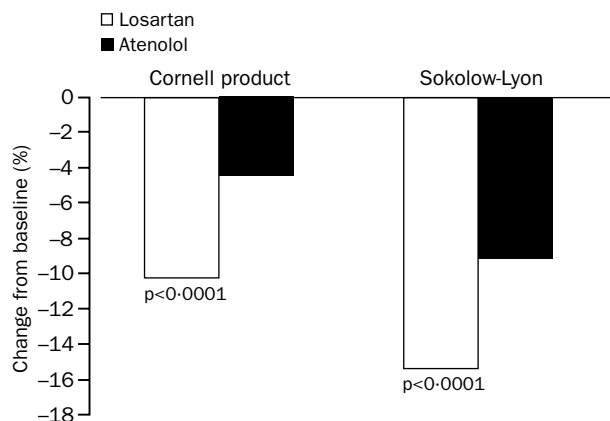 Losartan
Atenolol
Cornell product
Sokolow-Lyon
0
–2
–4
–6
–8
–10
–12
–14
–16
–18
Change from baseline (%)
p<0·0001
p<0·0001